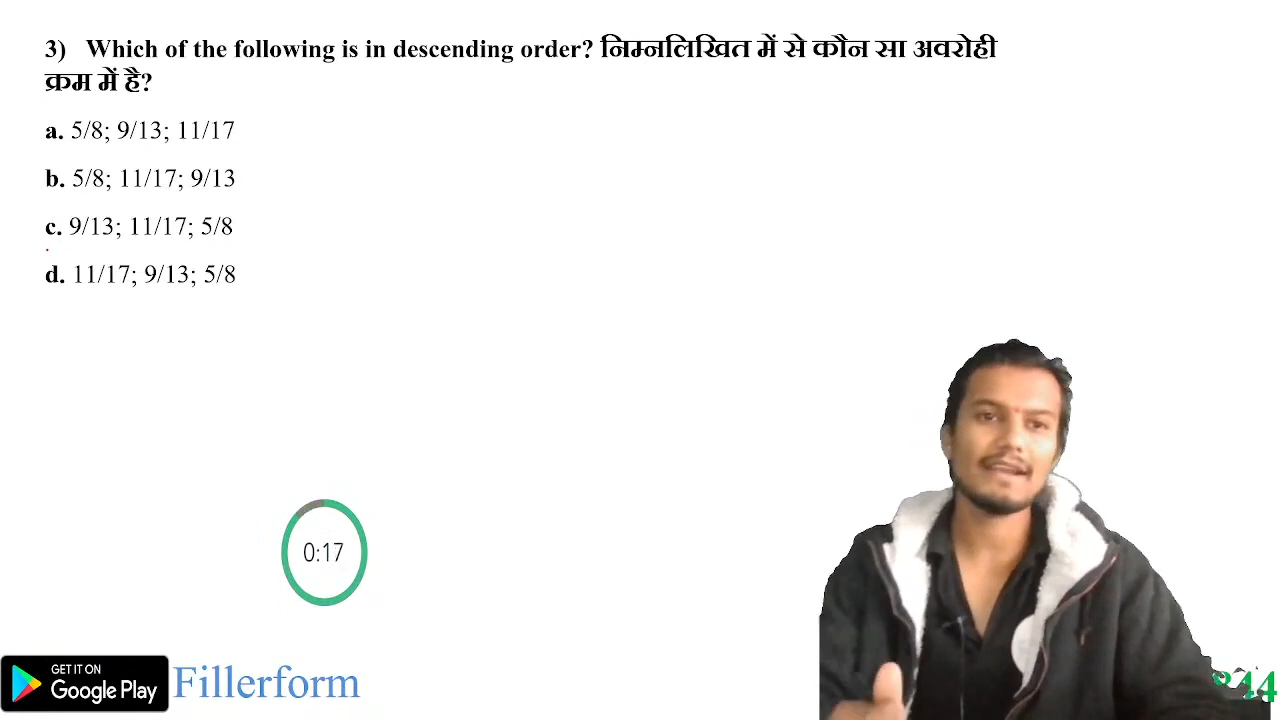 3) Which of the following is in descending order? निम्नलिखित में से कौन सा अवरोही
क्रम में है?
a. 5/8; 9/13; 11/17
b. 5/8; 11/17; 9/13
c. 9/13; 11/17; 5/8
d. 11/17; 9/13; 5/8
0:17
GET IT ON
Google Play
Fillerform